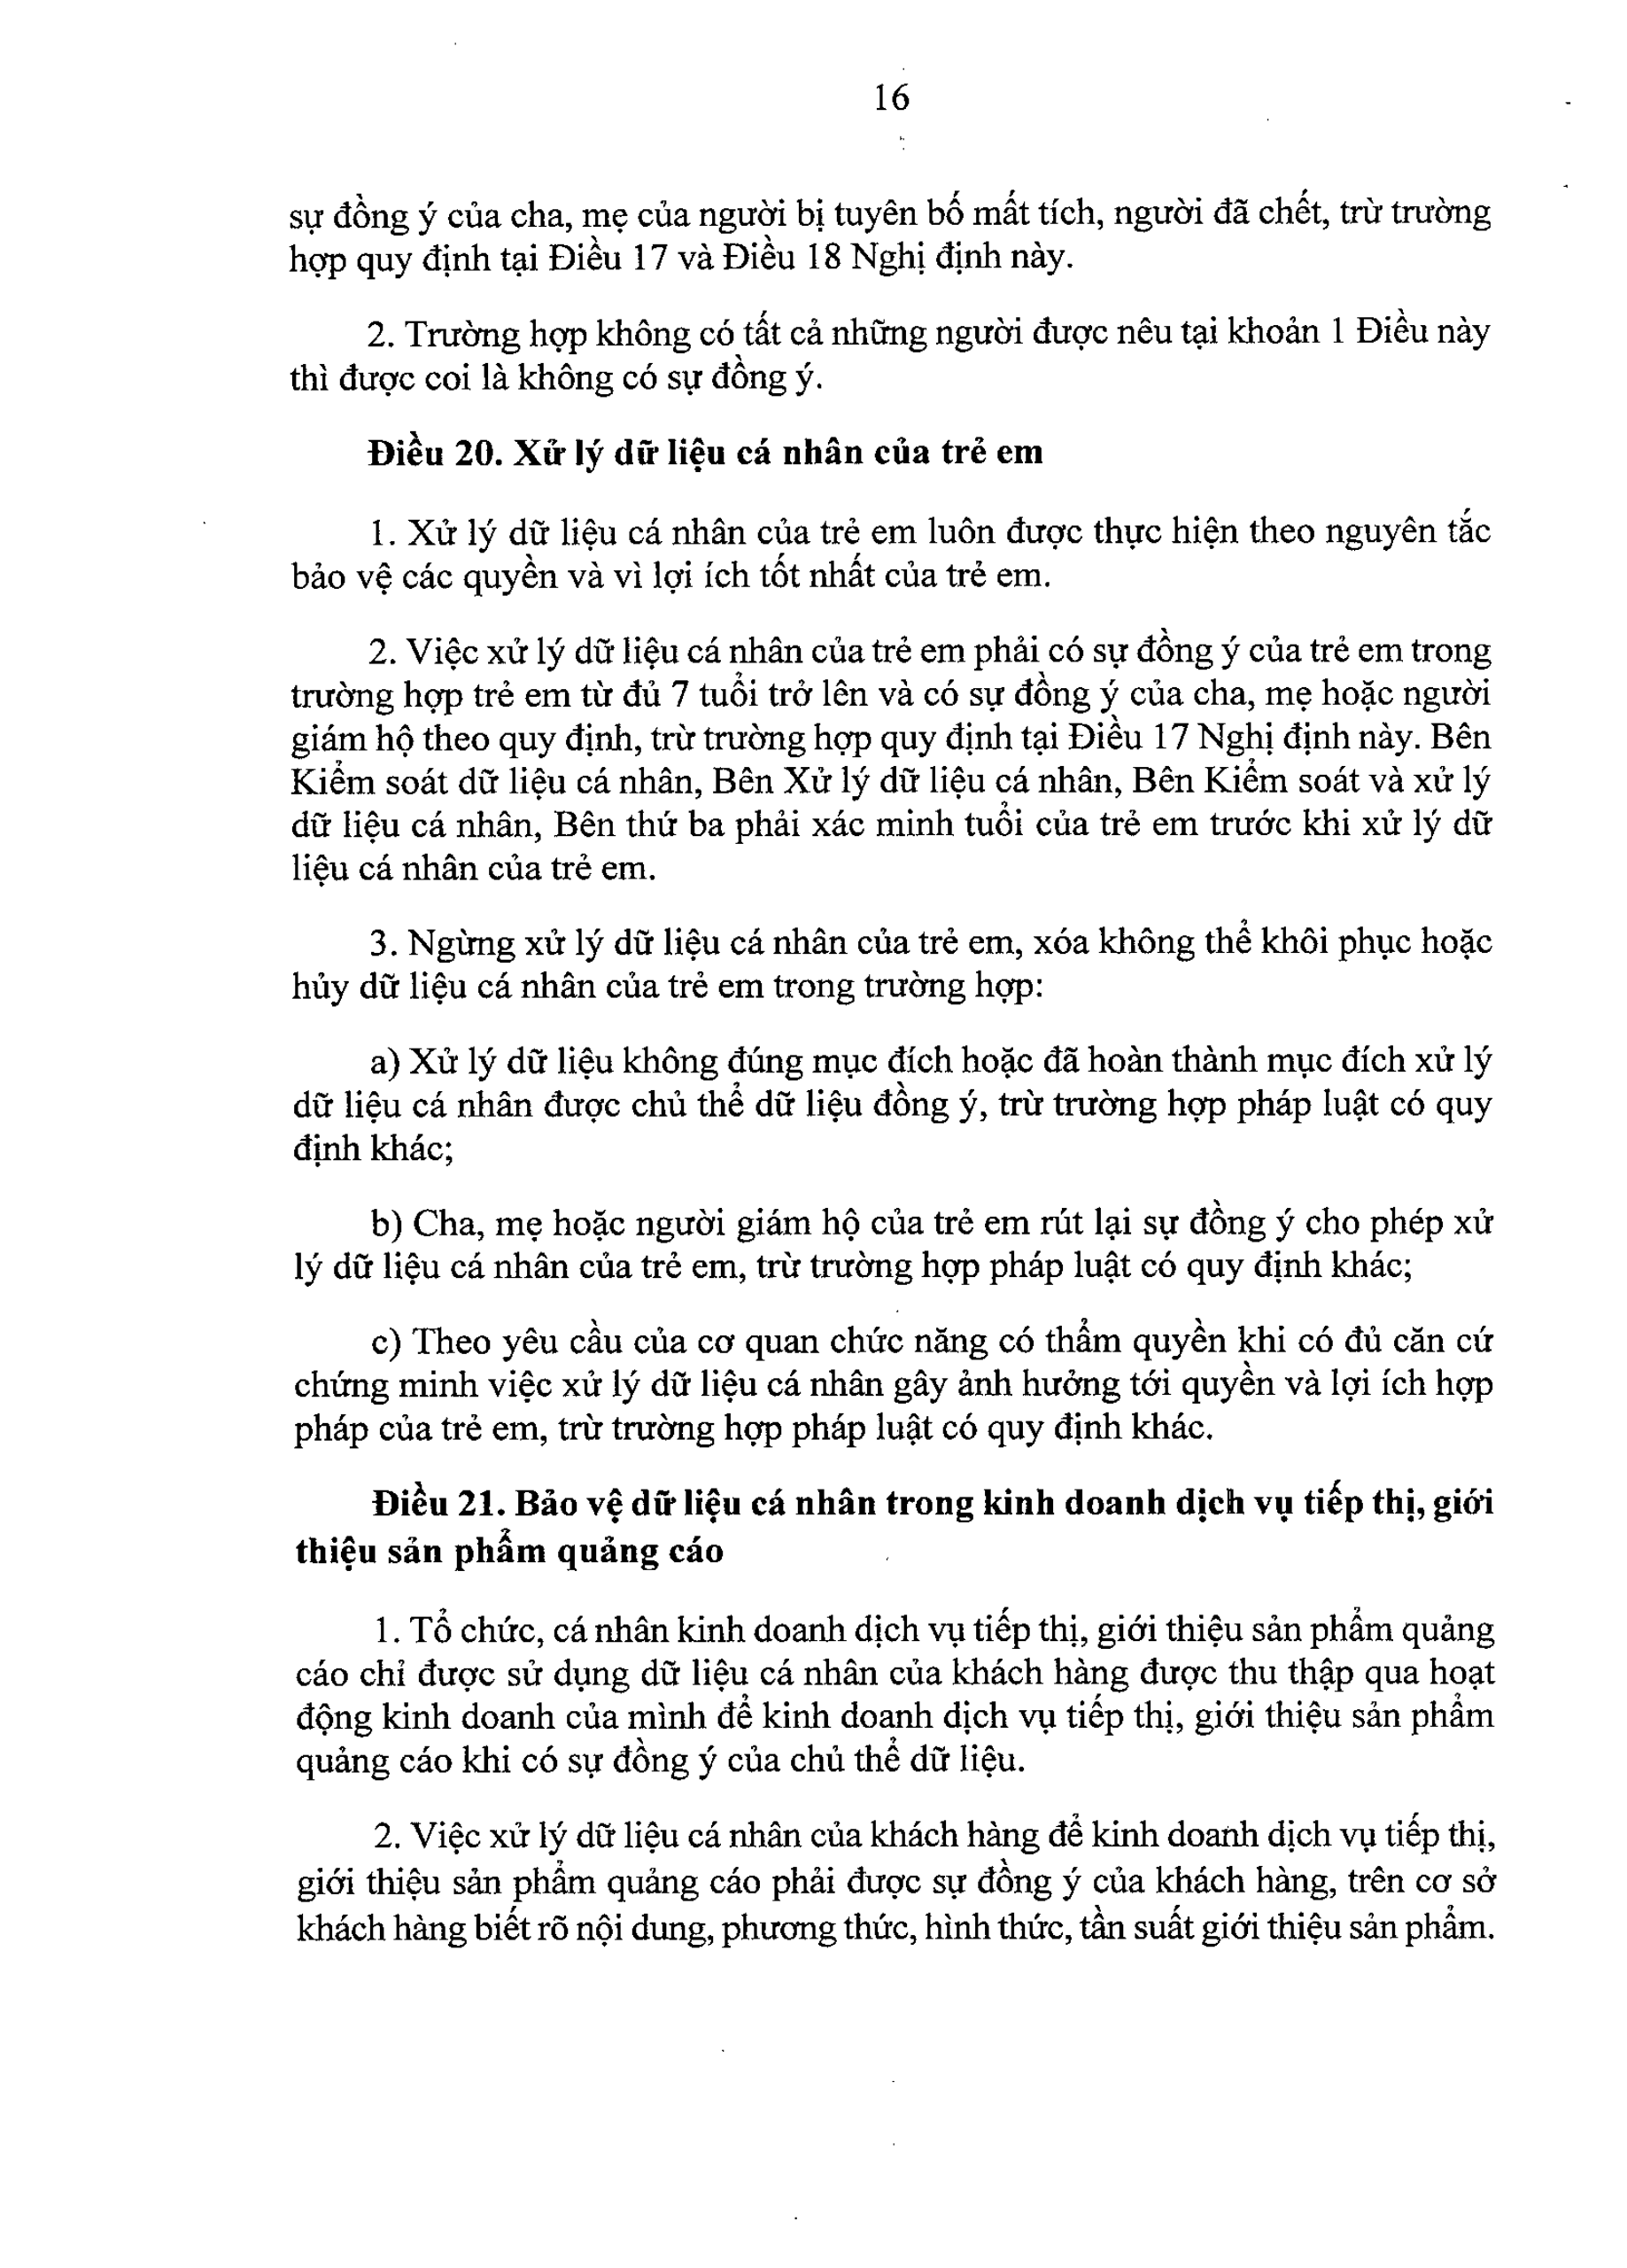 16
sự đồng ý của cha, mẹ của người bị tuyên bố mất tích, người đã chết, trừ trường
hợp quy định tại Điều 17 và Điều 18 Nghị định này.
2. Trường hợp không có tất cả những người được nêu tại khoản 1 Điều này
thì được coi là không có sự đồng ý.
Điều 20. Xử lý dữ liệu cá nhân của trẻ em
1. Xử lý dữ liệu cá nhân của trẻ em luôn được thực hiện theo nguyên tắc
bảo vệ các quyền và vì lợi ích tốt nhất của trẻ em.
2. Việc xử lý dữ liệu cá nhân của trẻ em phải có sự đồng ý của trẻ em trong
trường hợp trẻ em từ đủ 7 tuổi trở lên và có sự đồng ý của cha, mẹ hoặc người
giám hộ theo quy định, trừ trường hợp quy định tại Điều 17 Nghị định này. Bên
Kiểm soát dữ liệu cá nhân, Bên Xử lý dữ liệu cá nhân, Bên Kiểm soát và xử lý
dữ liệu cá nhân, Bên thứ ba phải xác minh tuổi của trẻ em trước khi xử lý dữ
liệu cá nhân của trẻ em.
3. Ngừng xử lý dữ liệu cá nhân của trẻ em, xóa không thể khôi phục hoặc
hủy dữ liệu cá nhân của trẻ em trong trường hợp:
a) Xử lý dữ liệu không đúng mục đích hoặc đã hoàn thành mục đích xử lý
dữ liệu cá nhân được chủ thể dữ liệu đồng ý, trừ trường hợp pháp luật có quy
định khác;
b) Cha, mẹ hoặc người giám hộ của trẻ em rút lại sự đồng ý cho phép xử
lý dữ liệu cá nhân của trẻ em, trừ trường hợp pháp luật có quy định khác;
c) Theo yêu cầu của cơ quan chức năng có thẩm quyền khi có đủ căn cứ
chứng minh việc xử lý dữ liệu cá nhân gây ảnh hưởng tới quyền và lợi ích hợp
pháp của trẻ em, trừ trường hợp pháp luật có quy định khác.
Điều 21. Bảo vệ dữ liệu cá nhân trong kinh doanh dịch vụ tiếp thị, giới
thiệu sản phẩm quảng cáo
1. Tổ chức, cá nhân kinh doanh dịch vụ tiếp thị, giới thiệu sản phẩm quảng
cáo chỉ được sử dụng dữ liệu cá nhân của khách hàng được thu thập qua hoạt
động kinh doanh của mình để kinh doanh dịch vụ tiếp thị, giới thiệu sản phẩm
quảng cáo khi có sự đồng ý của chủ thể dữ liệu.
2. Việc xử lý dữ liệu cá nhân của khách hàng để kinh doanh dịch vụ tiếp thị,
giới thiệu sản phẩm quảng cáo phải được sự đồng ý của khách hàng, trên cơ sở
khách hàng biết rõ nội dung, phương thức, hình thức, tần suất giới thiệu sản phẩm.